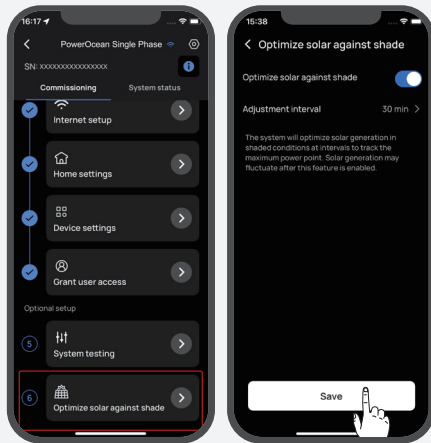 16:17
PowerOcean Single Phase
SN: xxxxxxxxxxxxxxxx
Commissioning
System status
Internet setup
Home settings
Device settings
Grant user access
Optional setup
5
System testing
6
Optimize solar against shade
15:38
Optimize solar against shade
Optimize solar against shade
Adjustment interval
30 min
The system will optimize solar generation in
shaded conditions at intervals to track the
maximum power point. Solar generation may
fluctuate after this feature is enabled.
Save